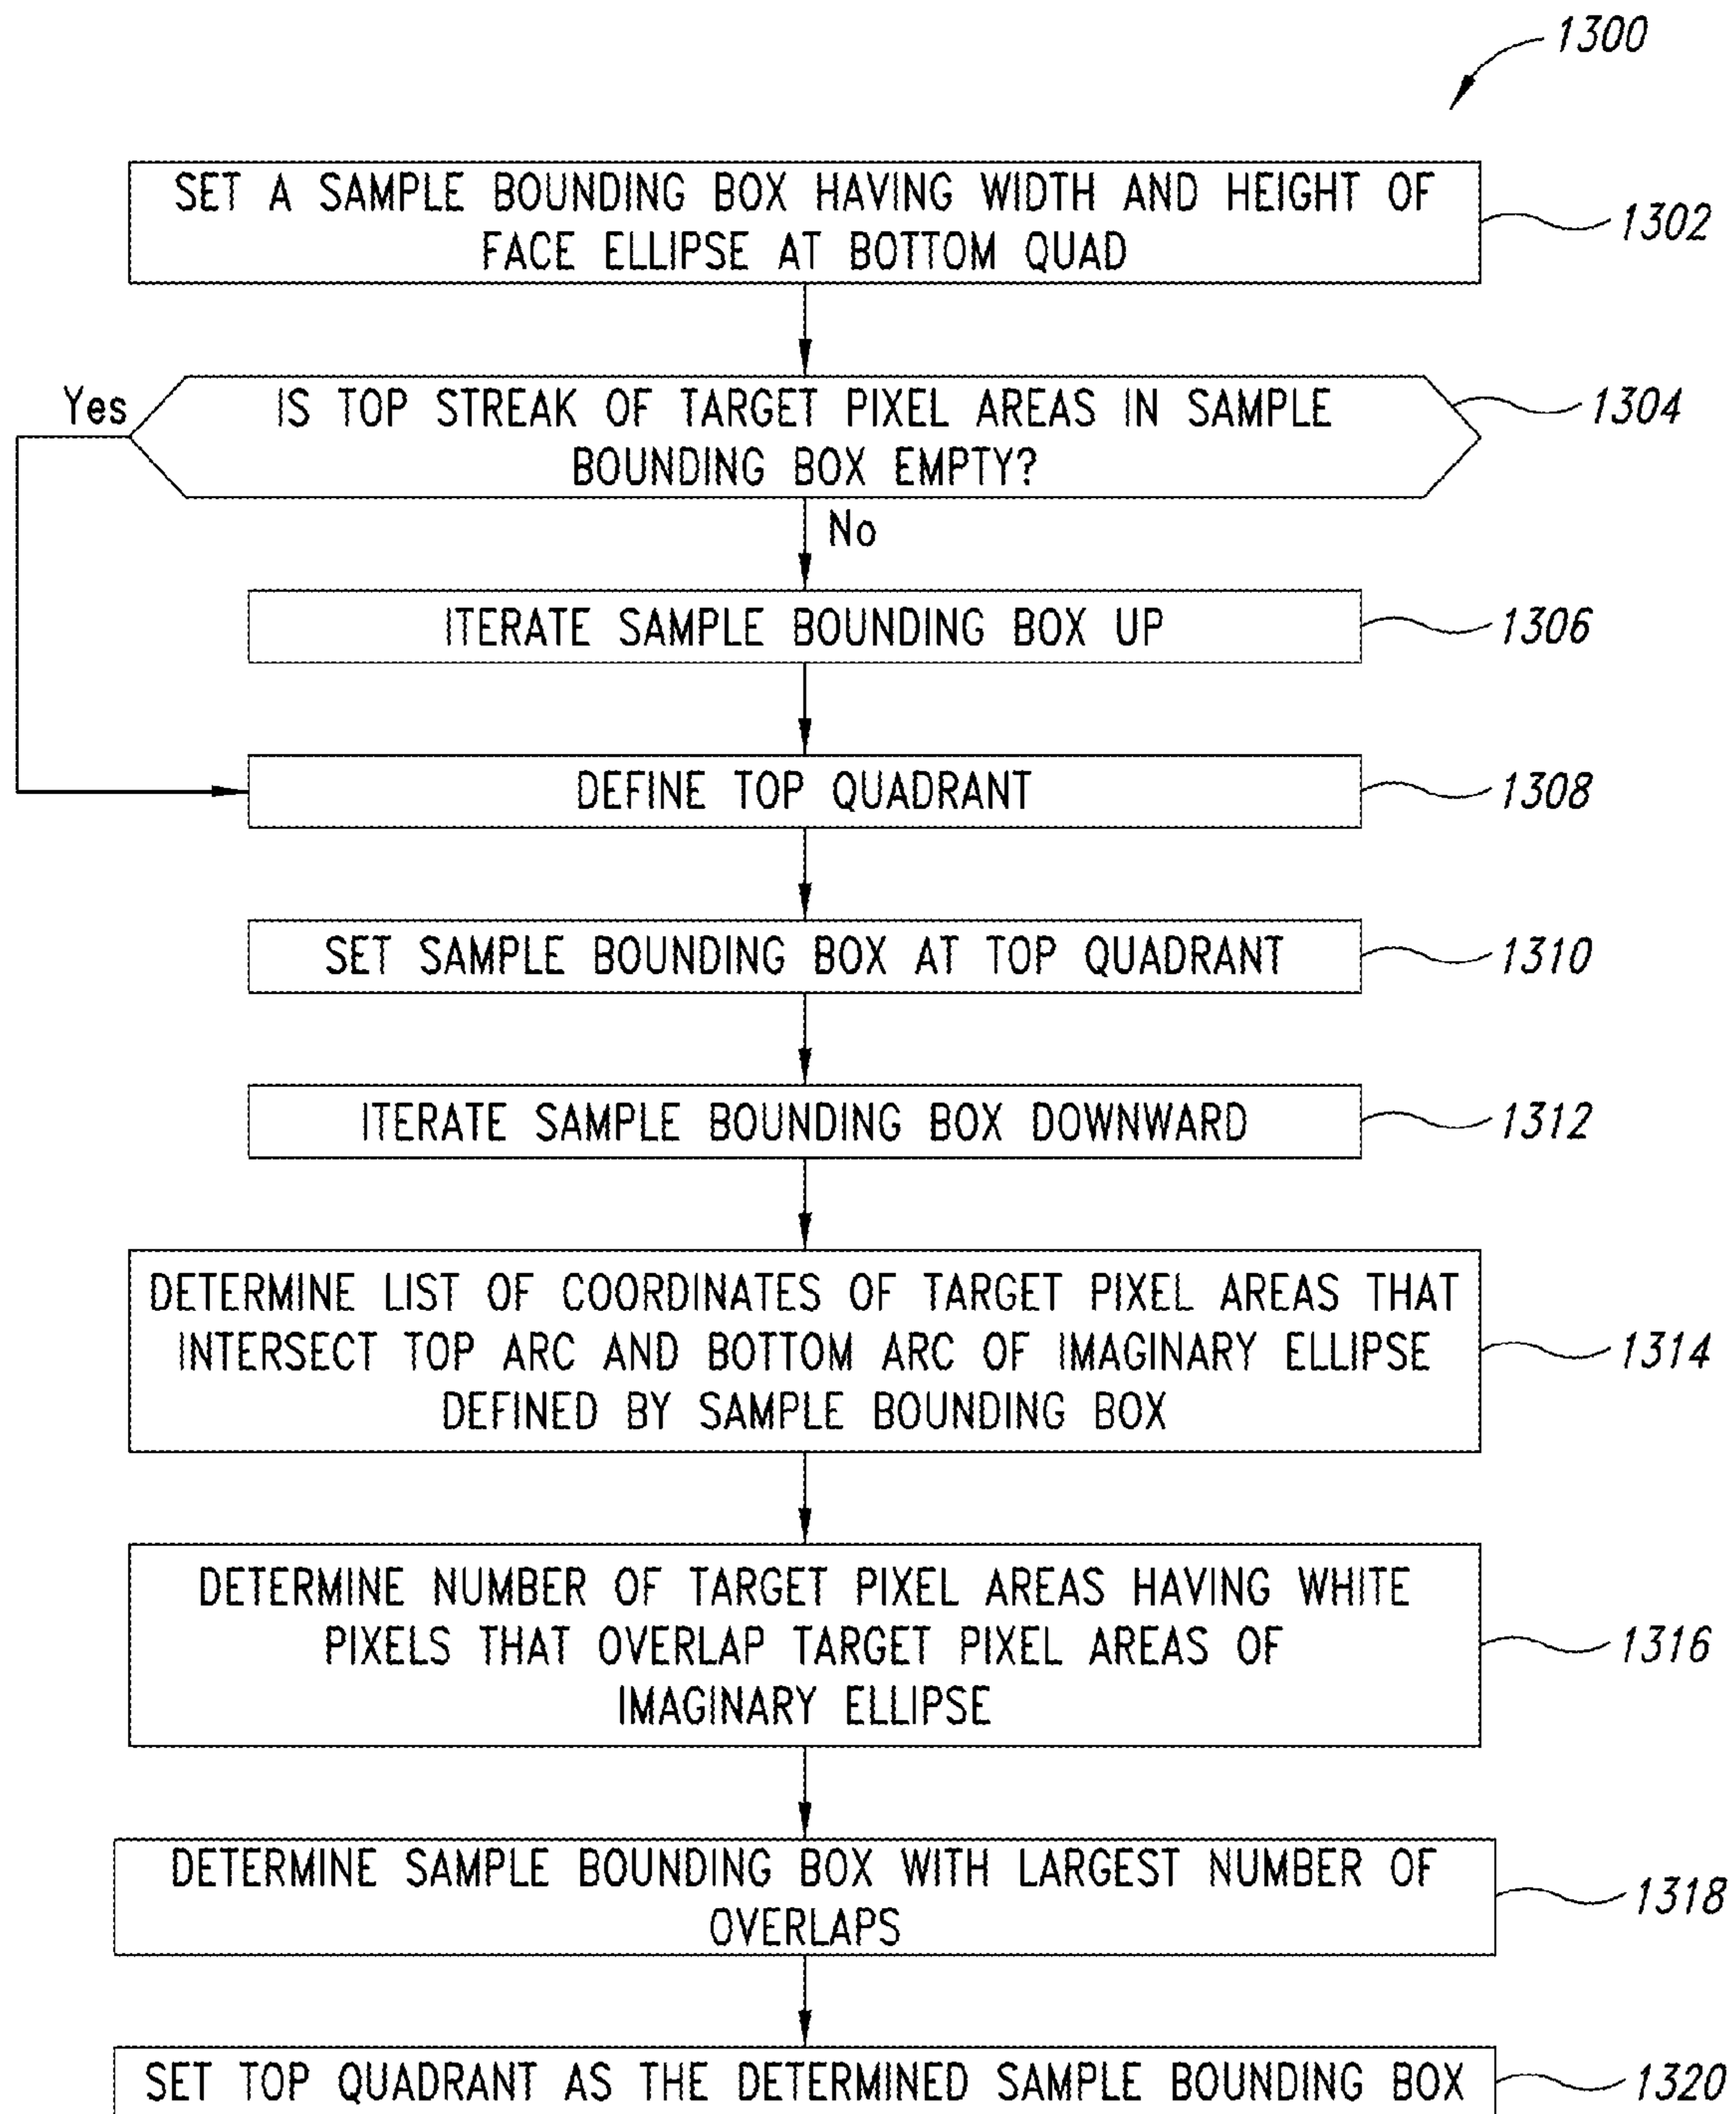 1300
SET A SAMPLE BOUNDING BOX HAVING WIDTH AND HEIGHT OF
FACE ELLIPSE AT BOTTOM QUAD
1302
Yes
IS TOP STREAK OF TARGET PIXEL AREAS IN SAMPLE
BOUNDING BOX EMPTY?
1304
No
ITERATE SAMPLE BOUNDING BOX UP
1306
DEFINE TOP QUADRANT
1308
SET SAMPLE BOUNDING BOX AT TOP QUADRANT
1310
ITERATE SAMPLE BOUNDING BOX DOWNWARD
1312
DETERMINE LIST OF COORDINATES OF TARGET PIXEL AREAS THAT
INTERSECT TOP ARC AND BOTTOM ARC OF IMAGINARY ELLIPSE
DEFINED BY SAMPLE BOUNDING BOX
1314
DETERMINE NUMBER OF TARGET PIXEL AREAS HAVING WHITE
PIXELS THAT OVERLAP TARGET PIXEL AREAS OF
IMAGINARY ELLIPSE
1316
DETERMINE SAMPLE BOUNDING BOX WITH LARGEST NUMBER OF
OVERLAPS
1318
SET TOP QUADRANT AS THE DETERMINED SAMPLE BOUNDING BOX
1320